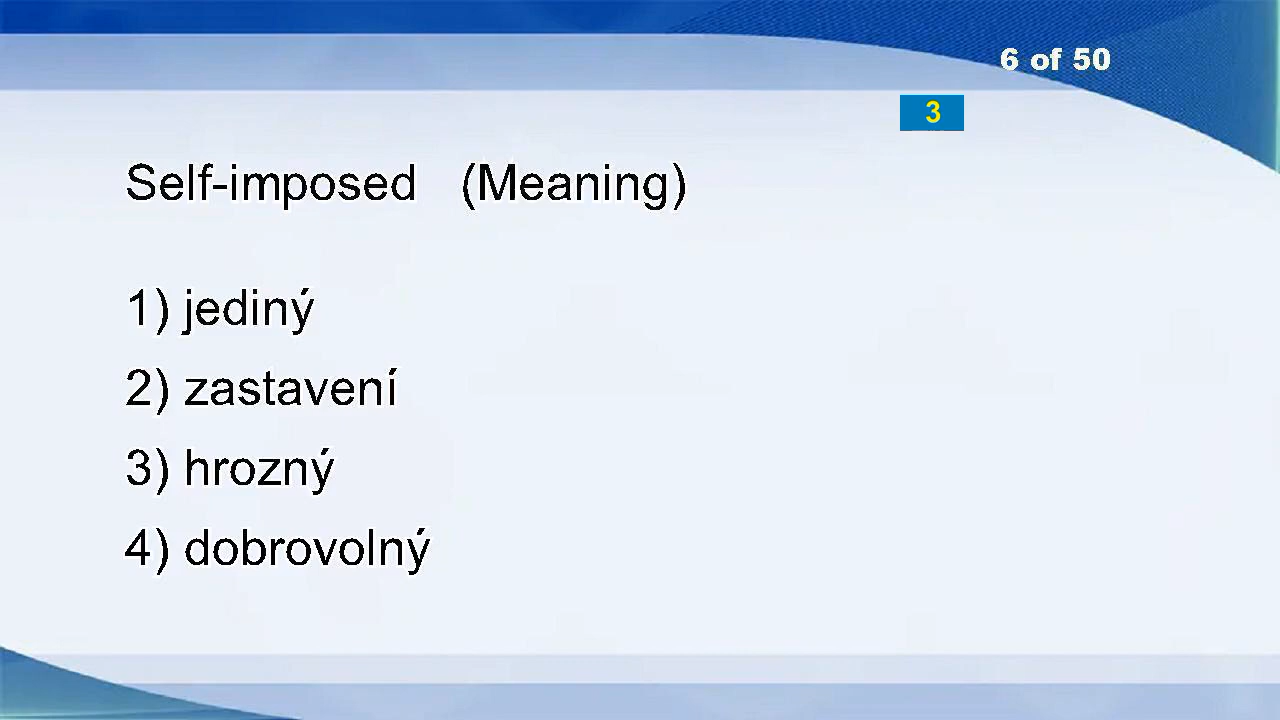 6 of 50
3
Self-imposed (Meaning)
1) jediný
2) zastavení
3) hrozný
4) dobrovolný